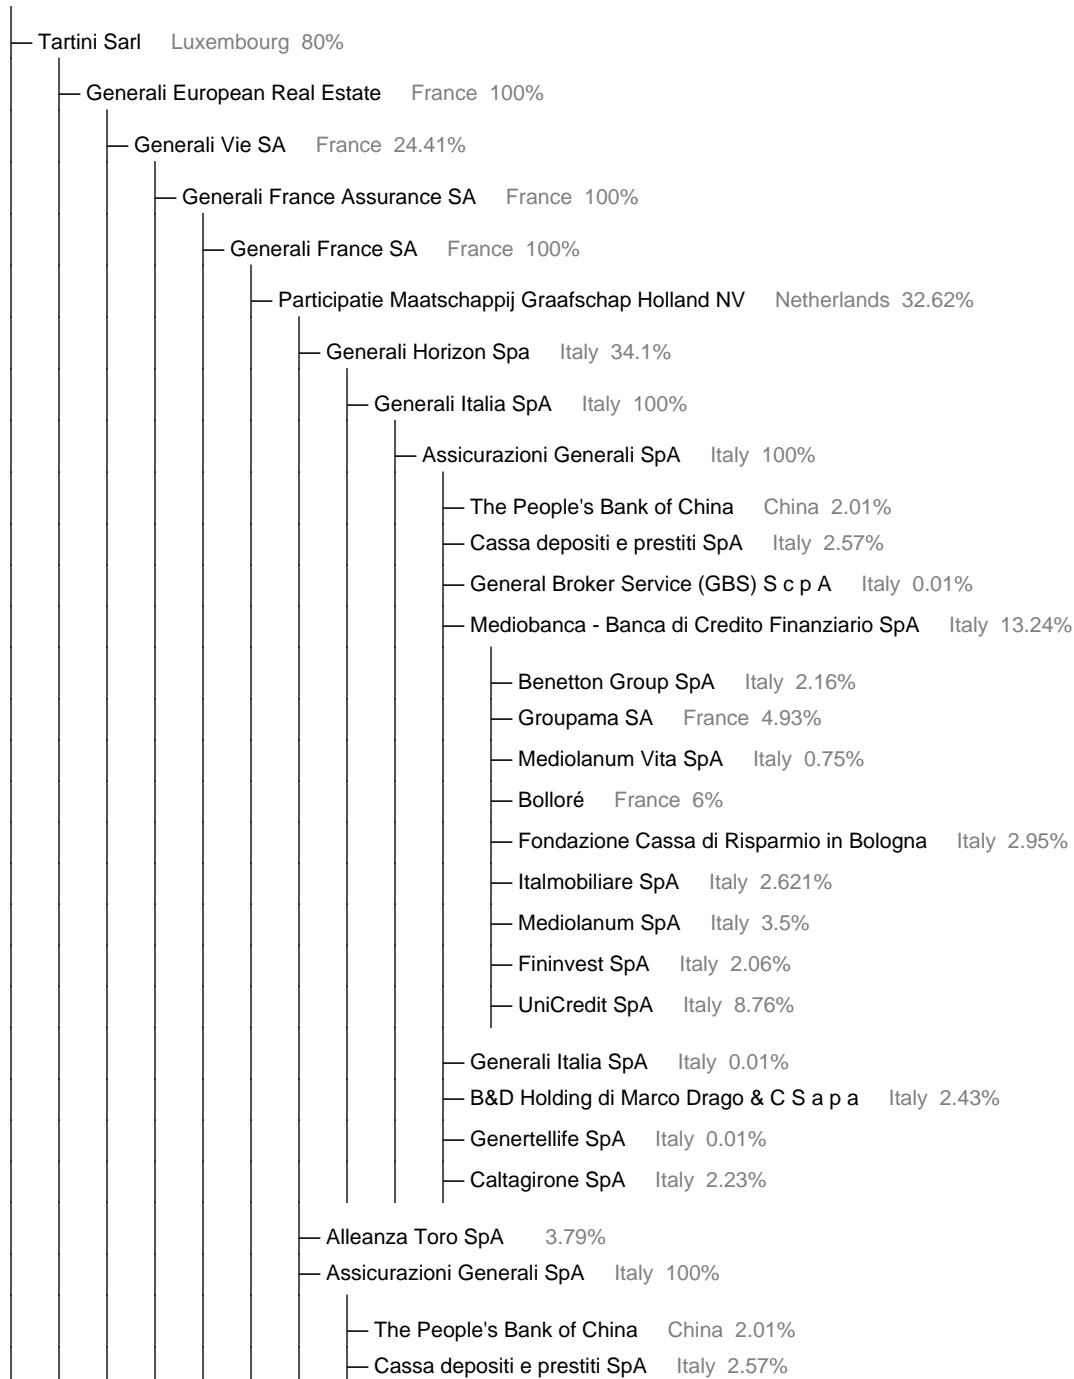 Tartini Sarl Luxembourg 80%
Generali European Real Estate France 100%
Generali Vie SA France 24.41%
Generali France Assurance SA France 100%
Generali France SA France 100%
Participatie Maatschappij Graafschap Holland NV Netherlands 32.62%
Generali Horizon Spa Italy 34.1%
Generali Italia SpA Italy 100%
Assicurazioni Generali SpA Italy 100%
The People's Bank of China China 2.01%
Cassa depositi e prestiti SpA Italy 2.57%
General Broker Service (GBS) S c p A Italy 0.01%
Mediobanca - Banca di Credito Finanziario SpA Italy 13.24%
Benetton Group SpA Italy 2.16%
Groupama SA France 4.93%
Mediolanum Vita SpA Italy 0.75%
Bolloré France 6%
Fondazione Cassa di Risparmio in Bologna Italy 2.95%
Italmobiliare SpA Italy 2.621%
Mediolanum SpA Italy 3.5%
Fininvest SpA Italy 2.06%
UniCredit SpA Italy 8.76%
Generali Italia SpA Italy 0.01%
B&D Holding di Marco Drago & C S a p a Italy 2.43%
Genertellife SpA Italy 0.01%
Caltagirone SpA Italy 2.23%
Alleanza Toro SpA 3.79%
Assicurazioni Generali SpA Italy 100%
The People's Bank of China China 2.01%
Cassa depositi e prestiti SpA Italy 2.57%